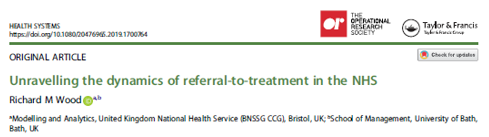 HEALTH SYSTEMS
https://doi.org/10.1080/20476965.2019.1700764
THE
OPERATIONAL
RESEARCH
SOCIETY
Taylor & Francis
Taylor & Francis Group
ORIGINAL ARTICLE
Check for updates
Unravelling the dynamics of referral-to-treatment in the NHS
Richard M Wood a,b
aModelling and Analytics, United Kingdom National Health Service (BNSSG CCG), Bristol, UK; bSchool of Management, University of Bath,
Bath, UK